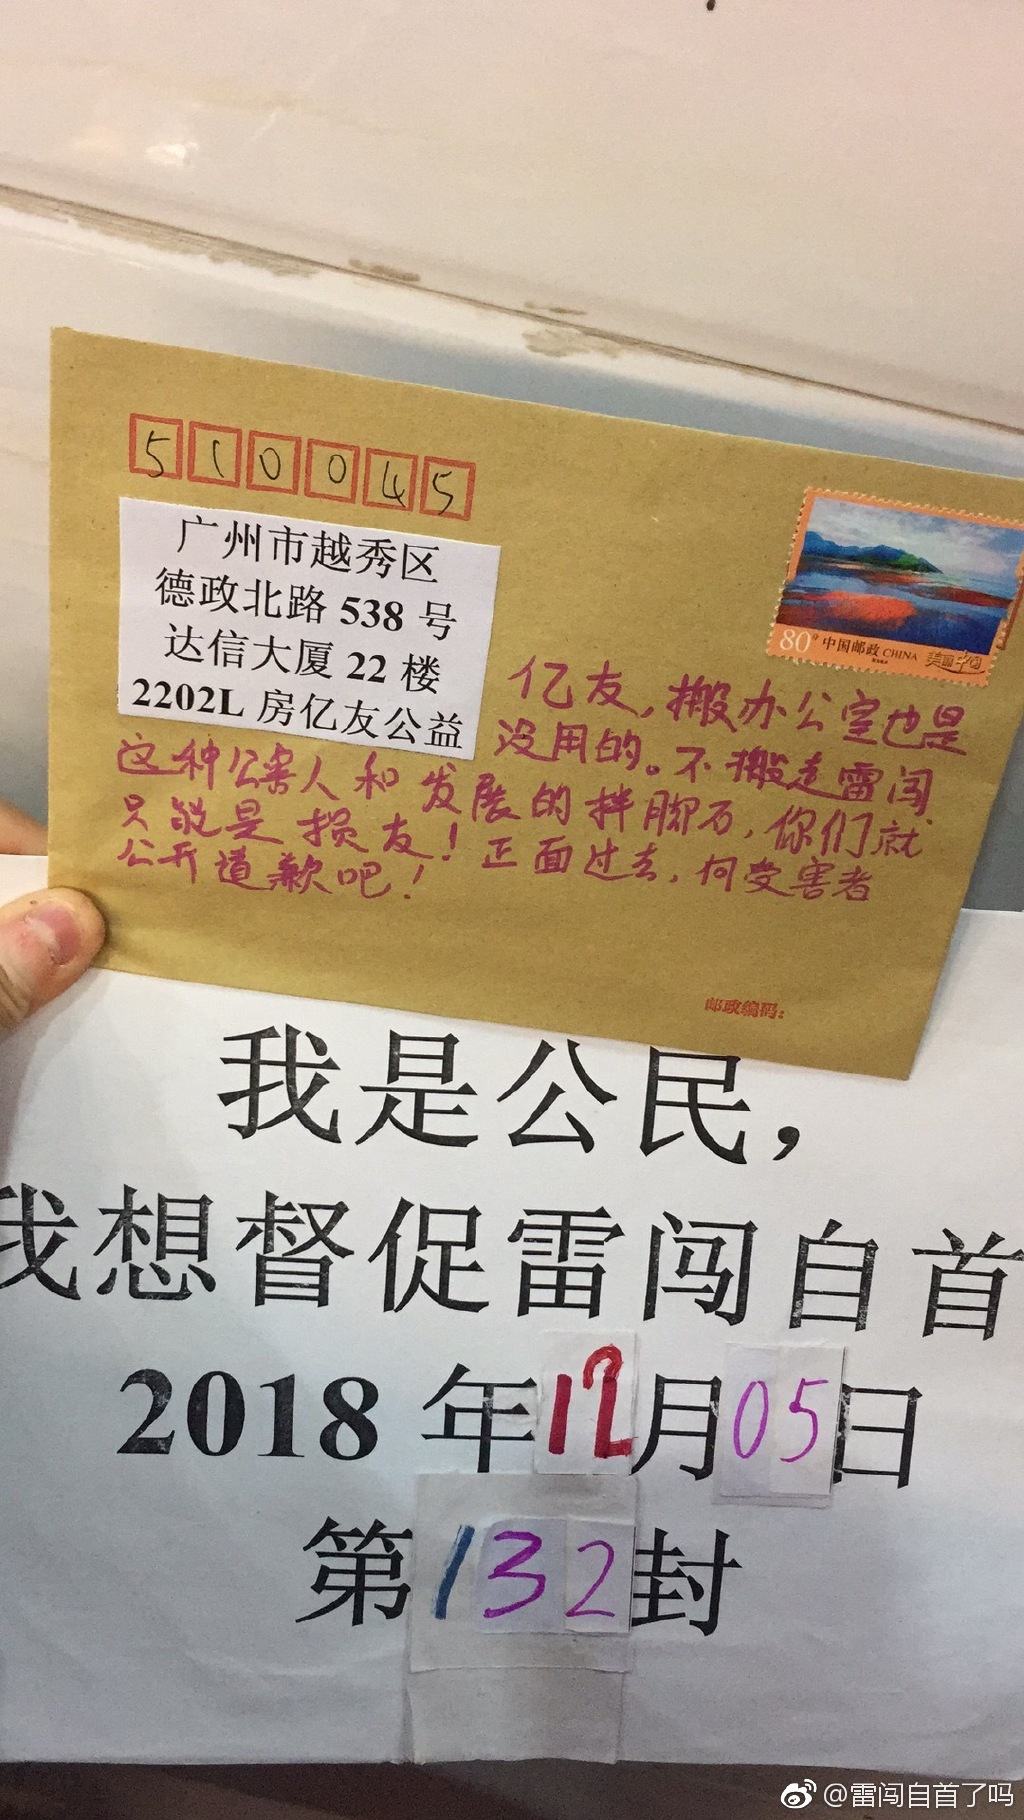 510045
广州市越秀区
德政北路 538 号
达信大厦 22 楼
2202L 房亿友公益
80分 中国邮政 CHINA
美丽中国
亿友，搬办公室也是
没用的。不搬走雷闯
这种公害人和发展的拌脚石，你们就
只能是损友！正面过去，向受害者
公开道歉吧！
邮政编码：
我是公民，
我想督促雷闯自首
2018 年12月05日
第132封
@雷闯自首了吗